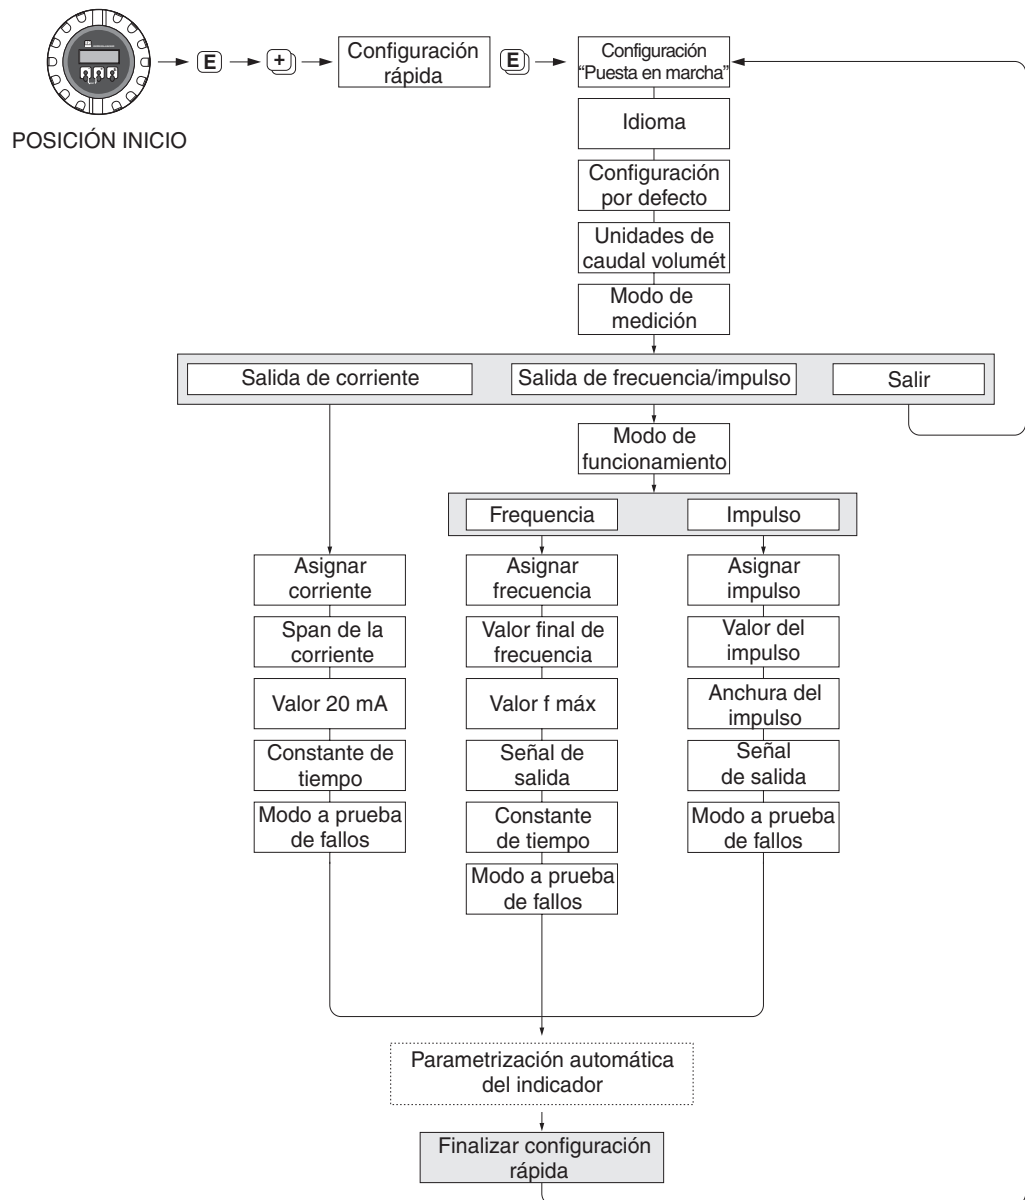 E
+
Configuración
rápida
E
Configuración
“Puesta en marcha”
POSICIÓN INICIO
Idioma
Configuración
por defecto
Unidades de
caudal volumét
Modo de
medición
Salida de corriente
Salida de frecuencia/impulso
Salir
Modo de
funcionamiento
Frequencia
Impulso
Asignar
corriente
Span de la
corriente
Valor 20 mA
Constante de
tiempo
Modo a prueba
de fallos
Asignar
frecuencia
Valor final de
frecuencia
Valor f máx
Señal de
salida
Constante
de tiempo
Modo a prueba
de fallos
Asignar
impulso
Valor del
impulso
Anchura del
impulso
Señal
de salida
Modo a prueba
de fallos
Parametrización automática
del indicador
Finalizar configuración
rápida